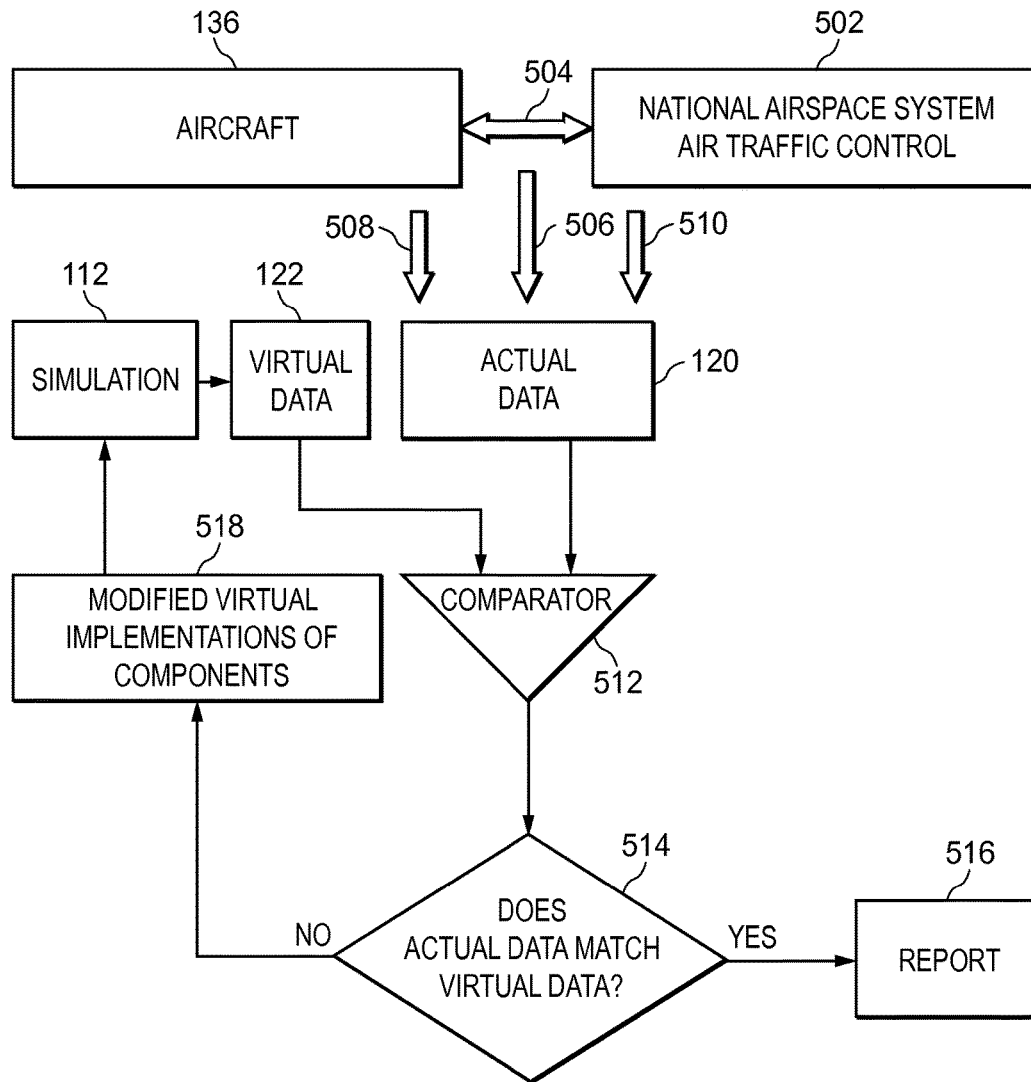 136
502
AIRCRAFT
504
NATIONAL AIRSPACE SYSTEM
AIR TRAFFIC CONTROL
508
506
510
112
122
SIMULATION
VIRTUAL
DATA
ACTUAL
DATA
120
518
MODIFIED VIRTUAL
IMPLEMENTATIONS OF
COMPONENTS
COMPARATOR
512
514
516
NO
DOES
ACTUAL DATA MATCH
VIRTUAL DATA?
YES
REPORT